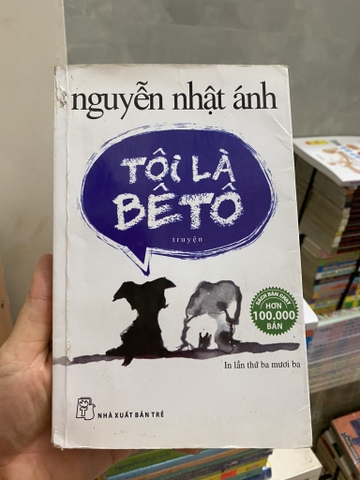 nguyễn nhật ánh
TÔI LÀ
BÊTÔ
truyện
SÁCH BÁN CHẠY
HƠN
100.000
BẢN
In lần thứ ba mươi ba
NHÀ XUẤT BẢN TRẺ